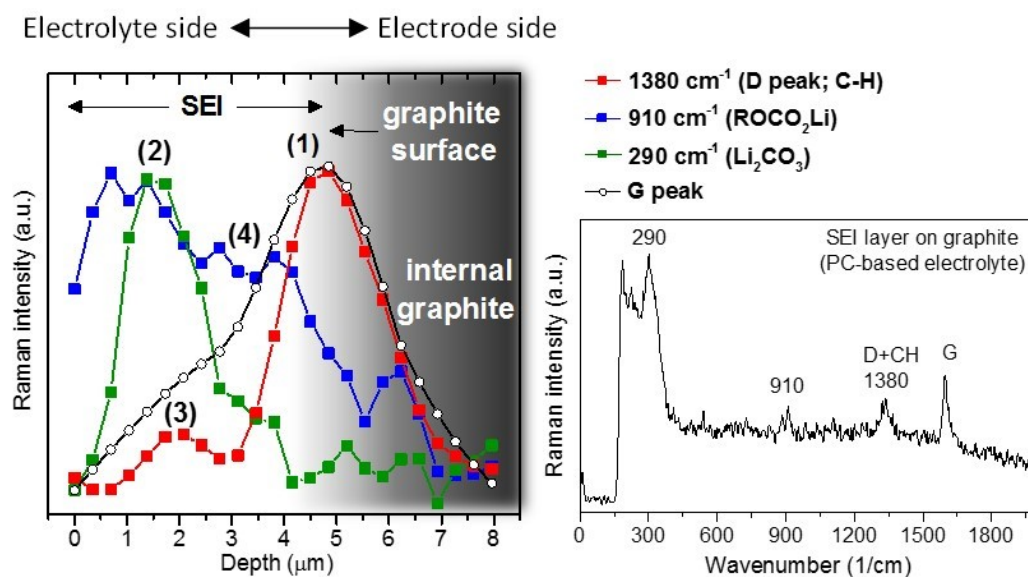 Electrolyte side Electrode side
SEI
graphite
surface
(1)
(2)
(3)
(4)
internal
graphite
Raman intensity (a.u.)
0 1 2 3 4 5 6 7 8
Depth (μm)
1380 cm⁻¹ (D peak; C-H)
910 cm⁻¹ (ROCO₂Li)
290 cm⁻¹ (Li₂CO₃)
G peak
SEI layer on graphite
(PC-based electrolyte)
290
910
D+CH
1380
G
Raman intensity (a.u.)
0 300 600 900 1200 1500 1800
Wavenumber (1/cm)